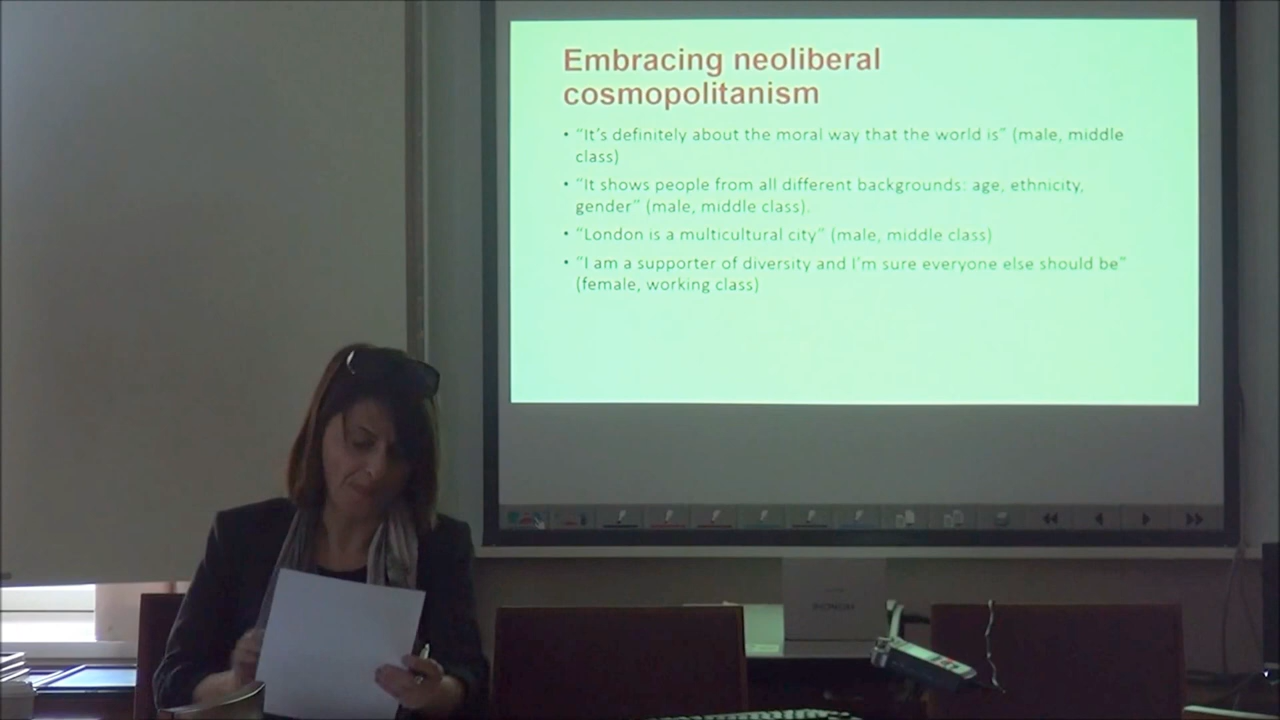 Embracing neoliberal
cosmopolitanism
• “It’s definitely about the moral way that the world is” (male, middle
class)
• “It shows people from all different backgrounds: age, ethnicity,
gender” (male, middle class).
• “London is a multicultural city” (male, middle class)
• “I am a supporter of diversity and I’m sure everyone else should be”
(female, working class)